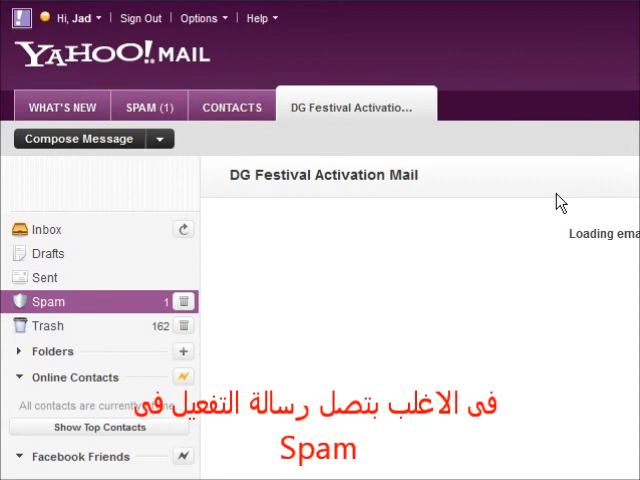 Hi, Jad | Sign Out | Options | Help
YAHOO! MAIL
WHAT'S NEW SPAM (1) CONTACTS DG Festival Activatio...
Compose Message
DG Festival Activation Mail
Loading ema
Inbox
Drafts
Sent
Spam 1
Trash 162
Folders
Online Contacts
All contacts are currently
فى الاغلب بتصل رسالة التفعيل فى
Show Top Contacts
Spam
Facebook Friends